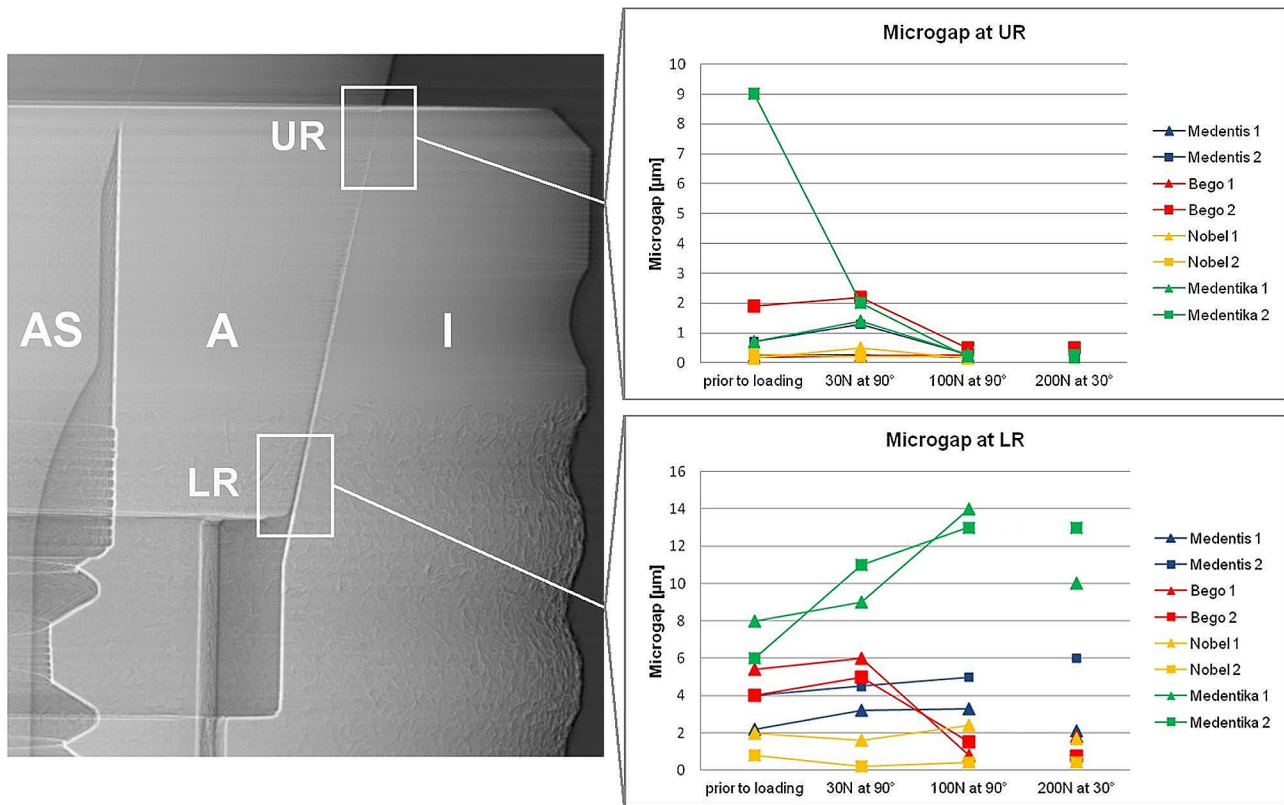 UR
AS
A
I
LR
Microgap at UR
Microgap [µm]
10
9
8
7
6
5
4
3
2
1
0
prior to loading
30N at 90°
100N at 90°
200N at 30°
Medentis 1
Medentis 2
Bego 1
Bego 2
Nobel 1
Nobel 2
Medentika 1
Medentika 2
Microgap at LR
Microgap [µm]
16
14
12
10
8
6
4
2
0
prior to loading
30N at 90°
100N at 90°
200N at 30°
Medentis 1
Medentis 2
Bego 1
Bego 2
Nobel 1
Nobel 2
Medentika 1
Medentika 2